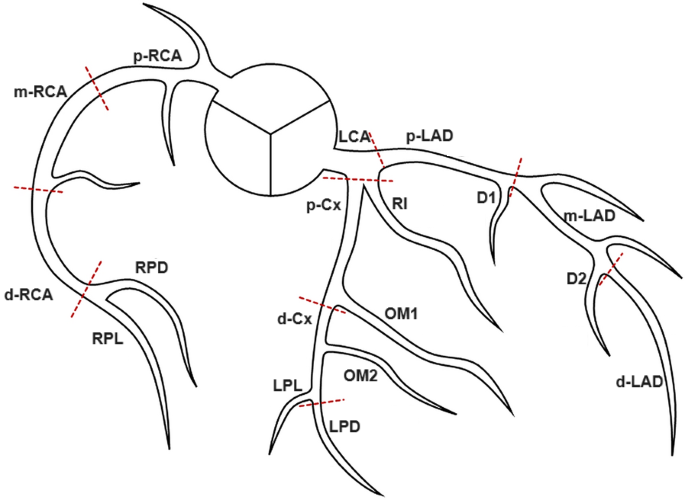 p-RCA
m-RCA
LCA
p-LAD
D1
RI
p-Cx
m-LAD
RPD
D2
d-RCA
OM1
d-Cx
RPL
OM2
d-LAD
LPL
LPD